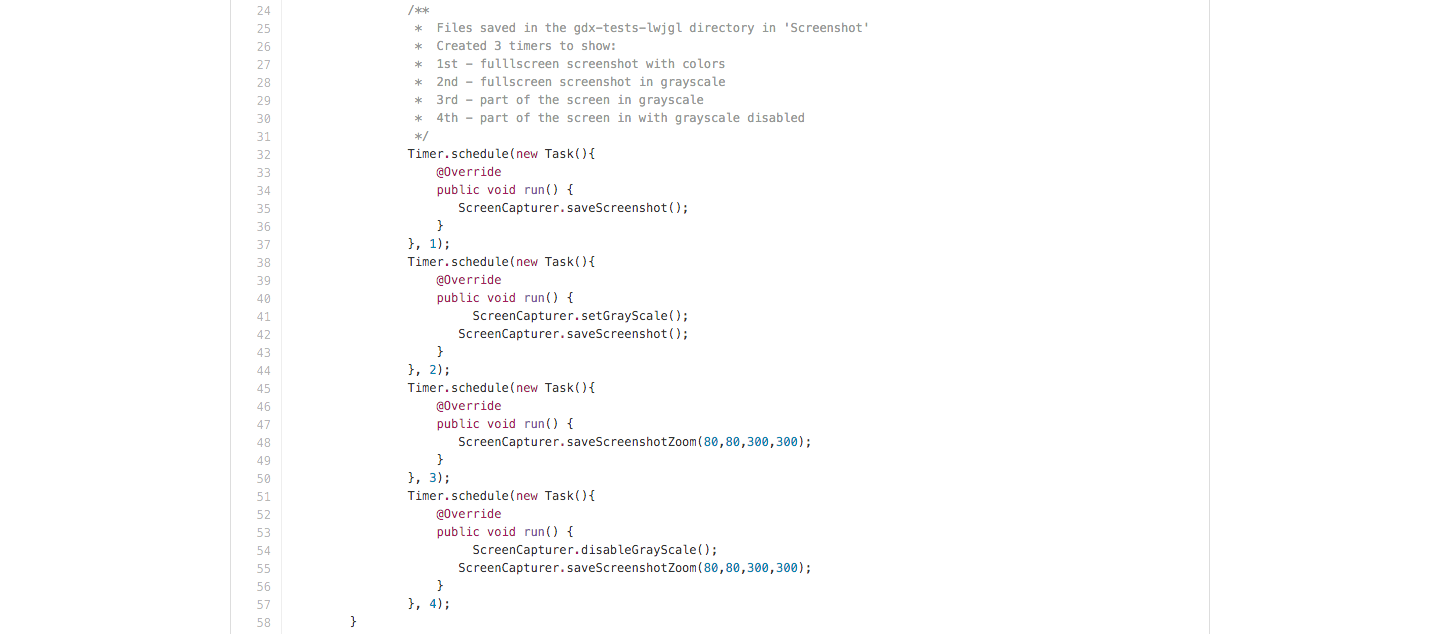 24 /**
25 *  Files saved in the gdx-tests-lwjgl directory in 'Screenshot'
26 *  Created 3 timers to show:
27 *  1st - fulllscreen screenshot with colors
28 *  2nd - fullscreen screenshot in grayscale
29 *  3rd - part of the screen in grayscale
30 *  4th - part of the screen in with grayscale disabled
31 */
32 Timer.schedule(new Task(){
33 @Override
34 public void run() {
35 ScreenCapturer.saveScreenshot();
36 }
37 }, 1);
38 Timer.schedule(new Task(){
39 @Override
40 public void run() {
41 ScreenCapturer.setGrayScale();
42 ScreenCapturer.saveScreenshot();
43 }
44 }, 2);
45 Timer.schedule(new Task(){
46 @Override
47 public void run() {
48 ScreenCapturer.saveScreenshotZoom(80,80,300,300);
49 }
50 }, 3);
51 Timer.schedule(new Task(){
52 @Override
53 public void run() {
54 ScreenCapturer.disableGrayScale();
55 ScreenCapturer.saveScreenshotZoom(80,80,300,300);
56 }
57 }, 4);
58 }